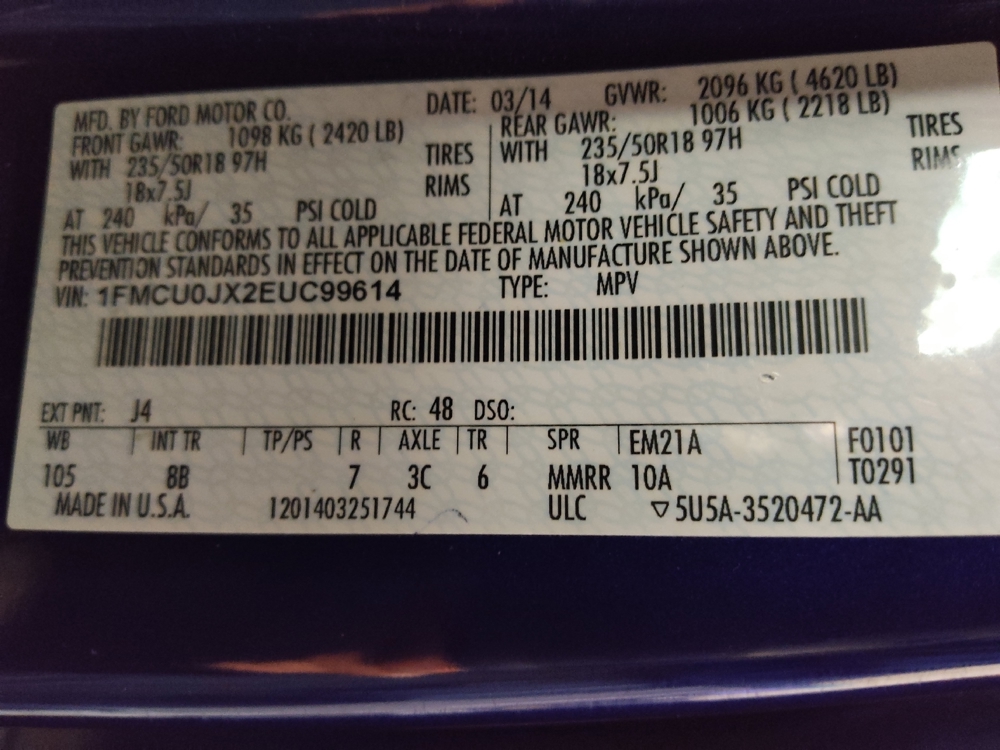 MFD. BY FORD MOTOR CO. DATE: 03/14 GVWR: 2096 KG ( 4620 LB)
FRONT GAWR: 1098 KG ( 2420 LB) REAR GAWR: 1006 KG ( 2218 LB)
WITH 235/50R18 97H TIRES WITH 235/50R18 97H TIRES
18x7.5J RIMS 18x7.5J RIMS
AT 240 kPa/ 35 PSI COLD AT 240 kPa/ 35 PSI COLD
THIS VEHICLE CONFORMS TO ALL APPLICABLE FEDERAL MOTOR VEHICLE SAFETY AND THEFT
PREVENTION STANDARDS IN EFFECT ON THE DATE OF MANUFACTURE SHOWN ABOVE.
VIN: 1FMCU0JX2EUC99614 TYPE: MPV
EXT PNT: J4 RC: 48 DSO:
WB INT TR TP/PS R AXLE TR SPR EM21A F0101
105 8B 7 3C 6 MMRR 10A T0291
MADE IN U.S.A. 1201403251744 ULC ▽5U5A-3520472-AA